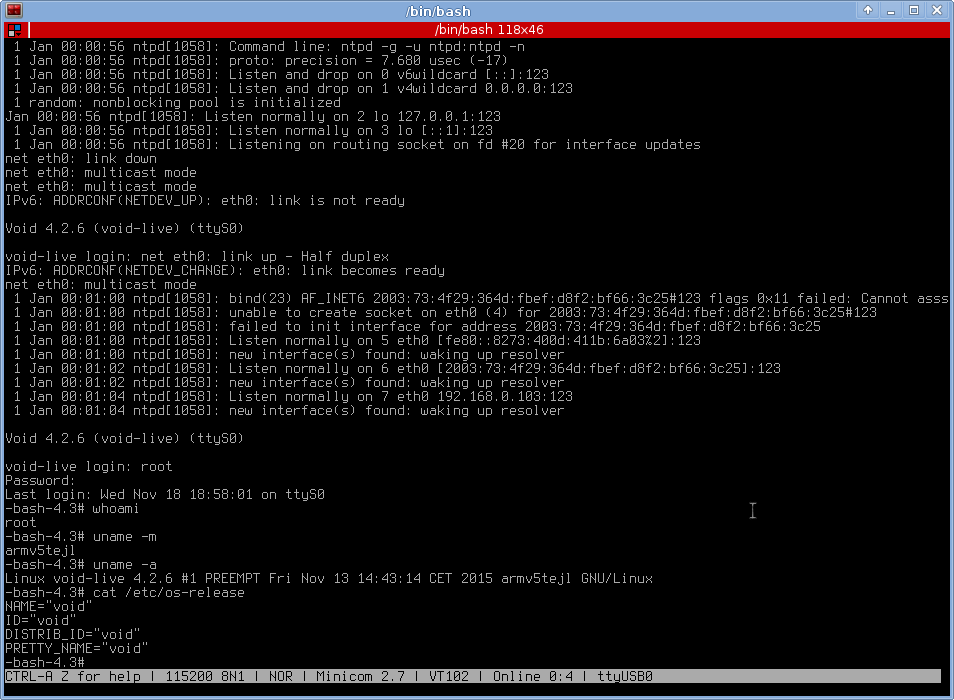 /bin/bash
/bin/bash 118x46
1 Jan 00:00:56 ntpd[1058]: Command line: ntpd -g -u ntpd:ntpd -n
1 Jan 00:00:56 ntpd[1058]: proto: precision = 7.680 usec (-17)
1 Jan 00:00:56 ntpd[1058]: Listen and drop on 0 v6wildcard [::]:123
1 Jan 00:00:56 ntpd[1058]: Listen and drop on 1 v4wildcard 0.0.0.0:123
1 random: nonblocking pool is initialized
Jan 00:00:56 ntpd[1058]: Listen normally on 2 lo 127.0.0.1:123
1 Jan 00:00:56 ntpd[1058]: Listen normally on 3 lo [::1]:123
1 Jan 00:00:56 ntpd[1058]: Listening on routing socket on fd #20 for interface updates
net eth0: link down
net eth0: multicast mode
net eth0: multicast mode
IPv6: ADDRCONF(NETDEV_UP): eth0: link is not ready
Void 4.2.6 (void-live) (ttyS0)
void-live login: net eth0: link up - Half duplex
IPv6: ADDRCONF(NETDEV_CHANGE): eth0: link becomes ready
net eth0: multicast mode
1 Jan 00:01:00 ntpd[1058]: bind(23) AF_INET6 2003:73:4f29:364d:fbef:d8f2:bf66:3c25#123 flags 0x11 failed: Cannot asss
1 Jan 00:01:00 ntpd[1058]: unable to create socket on eth0 (4) for 2003:73:4f29:364d:fbef:d8f2:bf66:3c25#123
1 Jan 00:01:00 ntpd[1058]: failed to init interface for address 2003:73:4f29:364d:fbef:d8f2:bf66:3c25
1 Jan 00:01:00 ntpd[1058]: Listen normally on 5 eth0 [fe80::8273:400d:411b:6a03%2]:123
1 Jan 00:01:00 ntpd[1058]: new interface(s) found: waking up resolver
1 Jan 00:01:02 ntpd[1058]: Listen normally on 6 eth0 [2003:73:4f29:364d:fbef:d8f2:bf66:3c25]:123
1 Jan 00:01:02 ntpd[1058]: new interface(s) found: waking up resolver
1 Jan 00:01:04 ntpd[1058]: Listen normally on 7 eth0 192.168.0.103:123
1 Jan 00:01:04 ntpd[1058]: new interface(s) found: waking up resolver
Void 4.2.6 (void-live) (ttyS0)
void-live login: root
Password:
Last login: Wed Nov 18 18:58:01 on ttyS0
-bash-4.3# whoami
root
-bash-4.3# uname -m
armv5tejl
-bash-4.3# uname -a
Linux void-live 4.2.6 #1 PREEMPT Fri Nov 13 14:43:14 CET 2015 armv5tejl GNU/Linux
-bash-4.3# cat /etc/os-release
NAME="void"
ID="void"
DISTRIB_ID="void"
PRETTY_NAME="void"
-bash-4.3#
CTRL-A Z for help | 115200 8N1 | NOR | Minicom 2.7 | VT102 | Online 0:4 | ttyUSB0